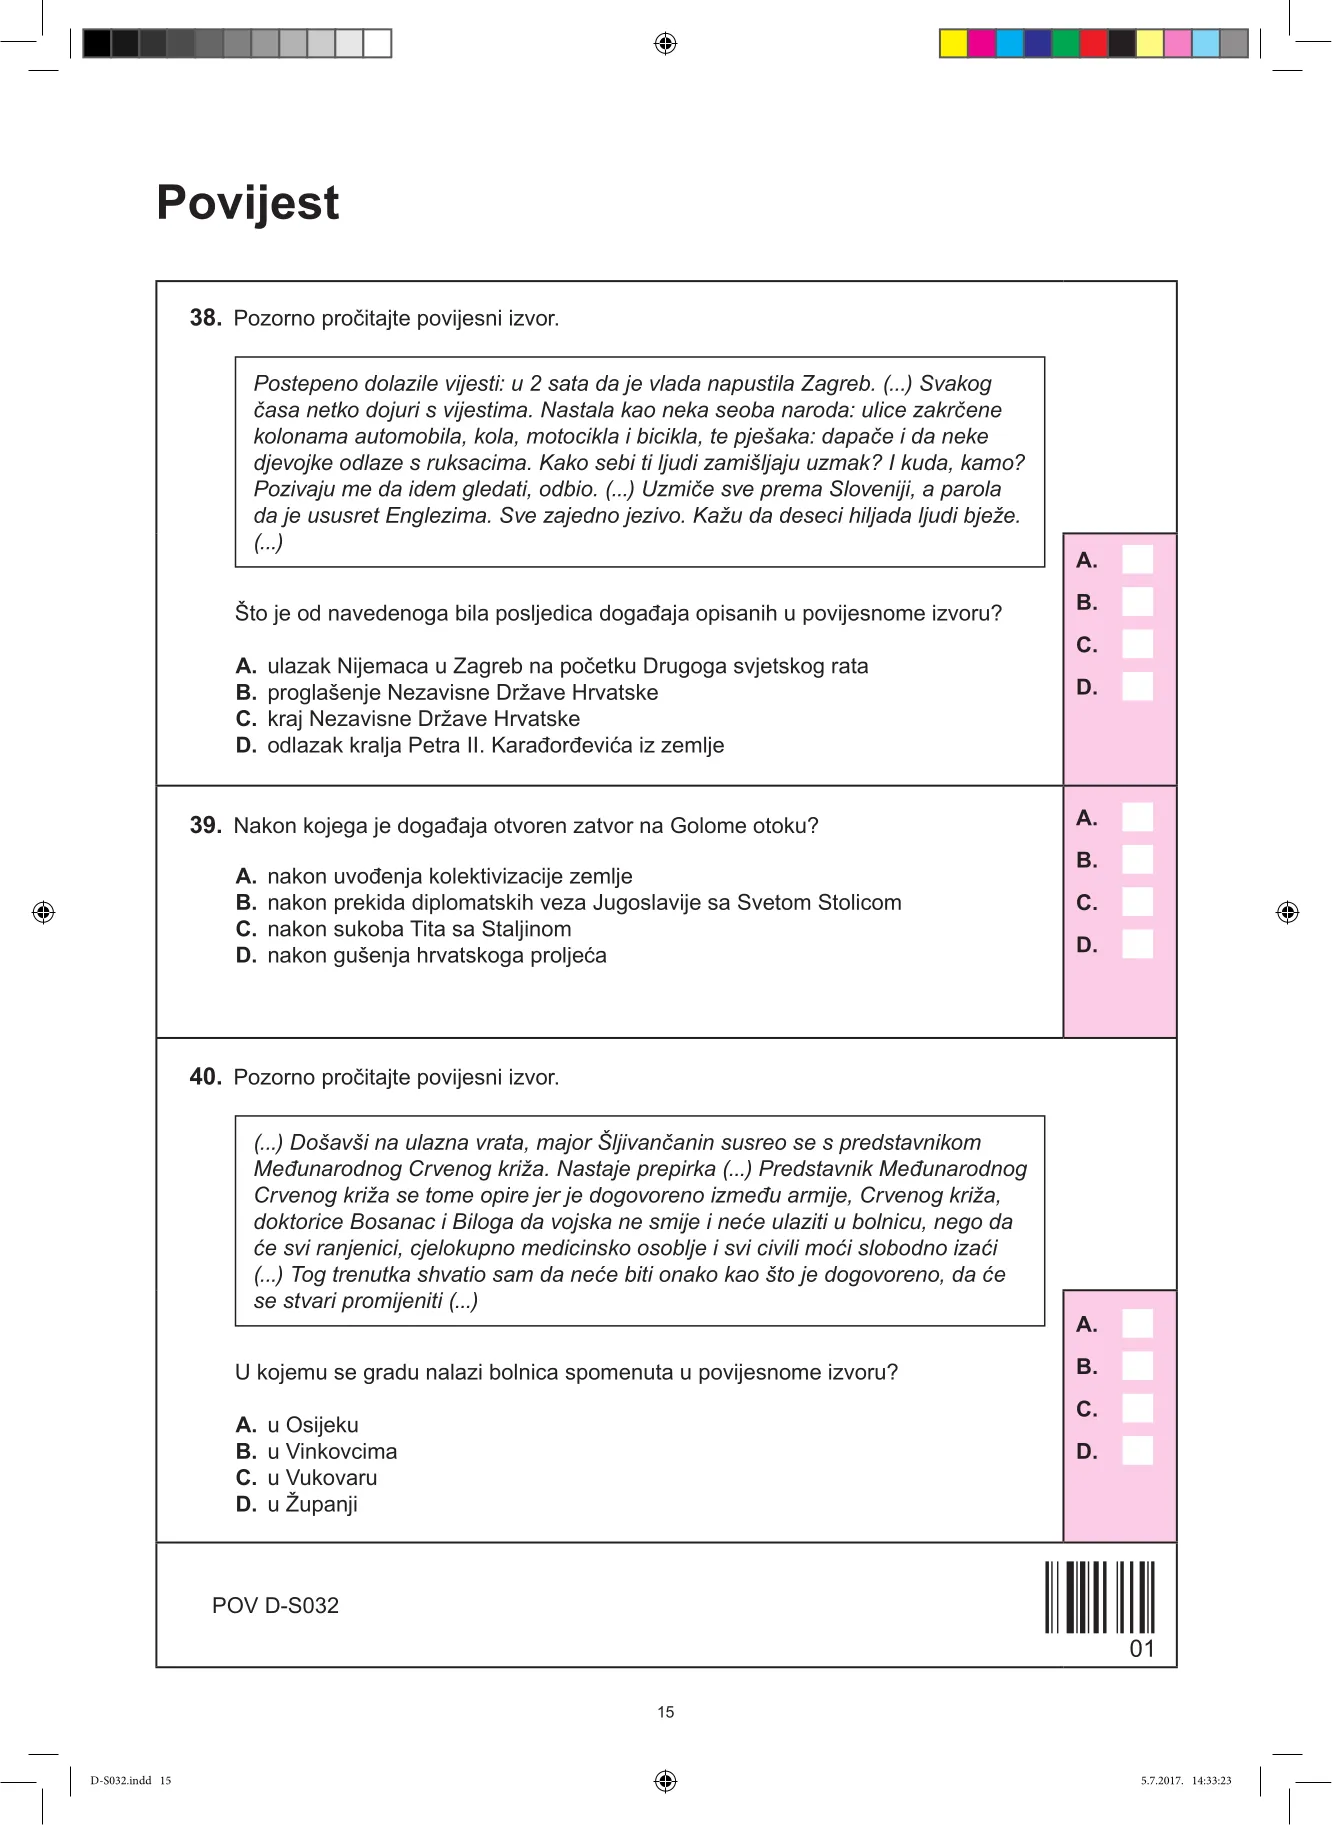 Povijest
38. Pozorno pročitajte povijesni izvor.
Postepeno dolazile vijesti: u 2 sata da je vlada napustila Zagreb. (...) Svakog
časa netko dojuri s vijestima. Nastala kao neka seoba naroda: ulice zakrčene
kolonama automobila, kola, motocikla i bicikla, te pješaka: dapače i da neke
djevojke odlaze s ruksacima. Kako sebi ti ljudi zamišljaju uzmak? I kuda, kamo?
Pozivaju me da idem gledati, odbio. (...) Uzmiče sve prema Sloveniji, a parola
da je ususret Englezima. Sve zajedno jezivo. Kažu da deseci hiljada ljudi bježe.
(...)
Što je od navedenoga bila posljedica događaja opisanih u povijesnome izvoru?
A. ulazak Nijemaca u Zagreb na početku Drugoga svjetskog rata
B. proglašenje Nezavisne Države Hrvatske
C. kraj Nezavisne Države Hrvatske
D. odlazak kralja Petra II. Karađorđevića iz zemlje
A.
B.
C.
D.
39. Nakon kojega je događaja otvoren zatvor na Golome otoku?
A. nakon uvođenja kolektivizacije zemlje
B. nakon prekida diplomatskih veza Jugoslavije sa Svetom Stolicom
C. nakon sukoba Tita sa Staljinom
D. nakon gušenja hrvatskoga proljeća
A.
B.
C.
D.
40. Pozorno pročitajte povijesni izvor.
(...) Došavši na ulazna vrata, major Šljivančanin susreo se s predstavnikom
Međunarodnog Crvenog križa. Nastaje prepirka (...) Predstavnik Međunarodnog
Crvenog križa se tome opire jer je dogovoreno između armije, Crvenog križa,
doktorice Bosanac i Biloga da vojska ne smije i neće ulaziti u bolnicu, nego da
će svi ranjenici, cjelokupno medicinsko osoblje i svi civili moći slobodno izaći
(...) Tog trenutka shvatio sam da neće biti onako kao što je dogovoreno, da će
se stvari promijeniti (...)
U kojemu se gradu nalazi bolnica spomenuta u povijesnome izvoru?
A. u Osijeku
B. u Vinkovcima
C. u Vukovaru
D. u Županji
A.
B.
C.
D.
POV D-S032
01
15
D-S032.indd 15
5.7.2017. 14:33:23